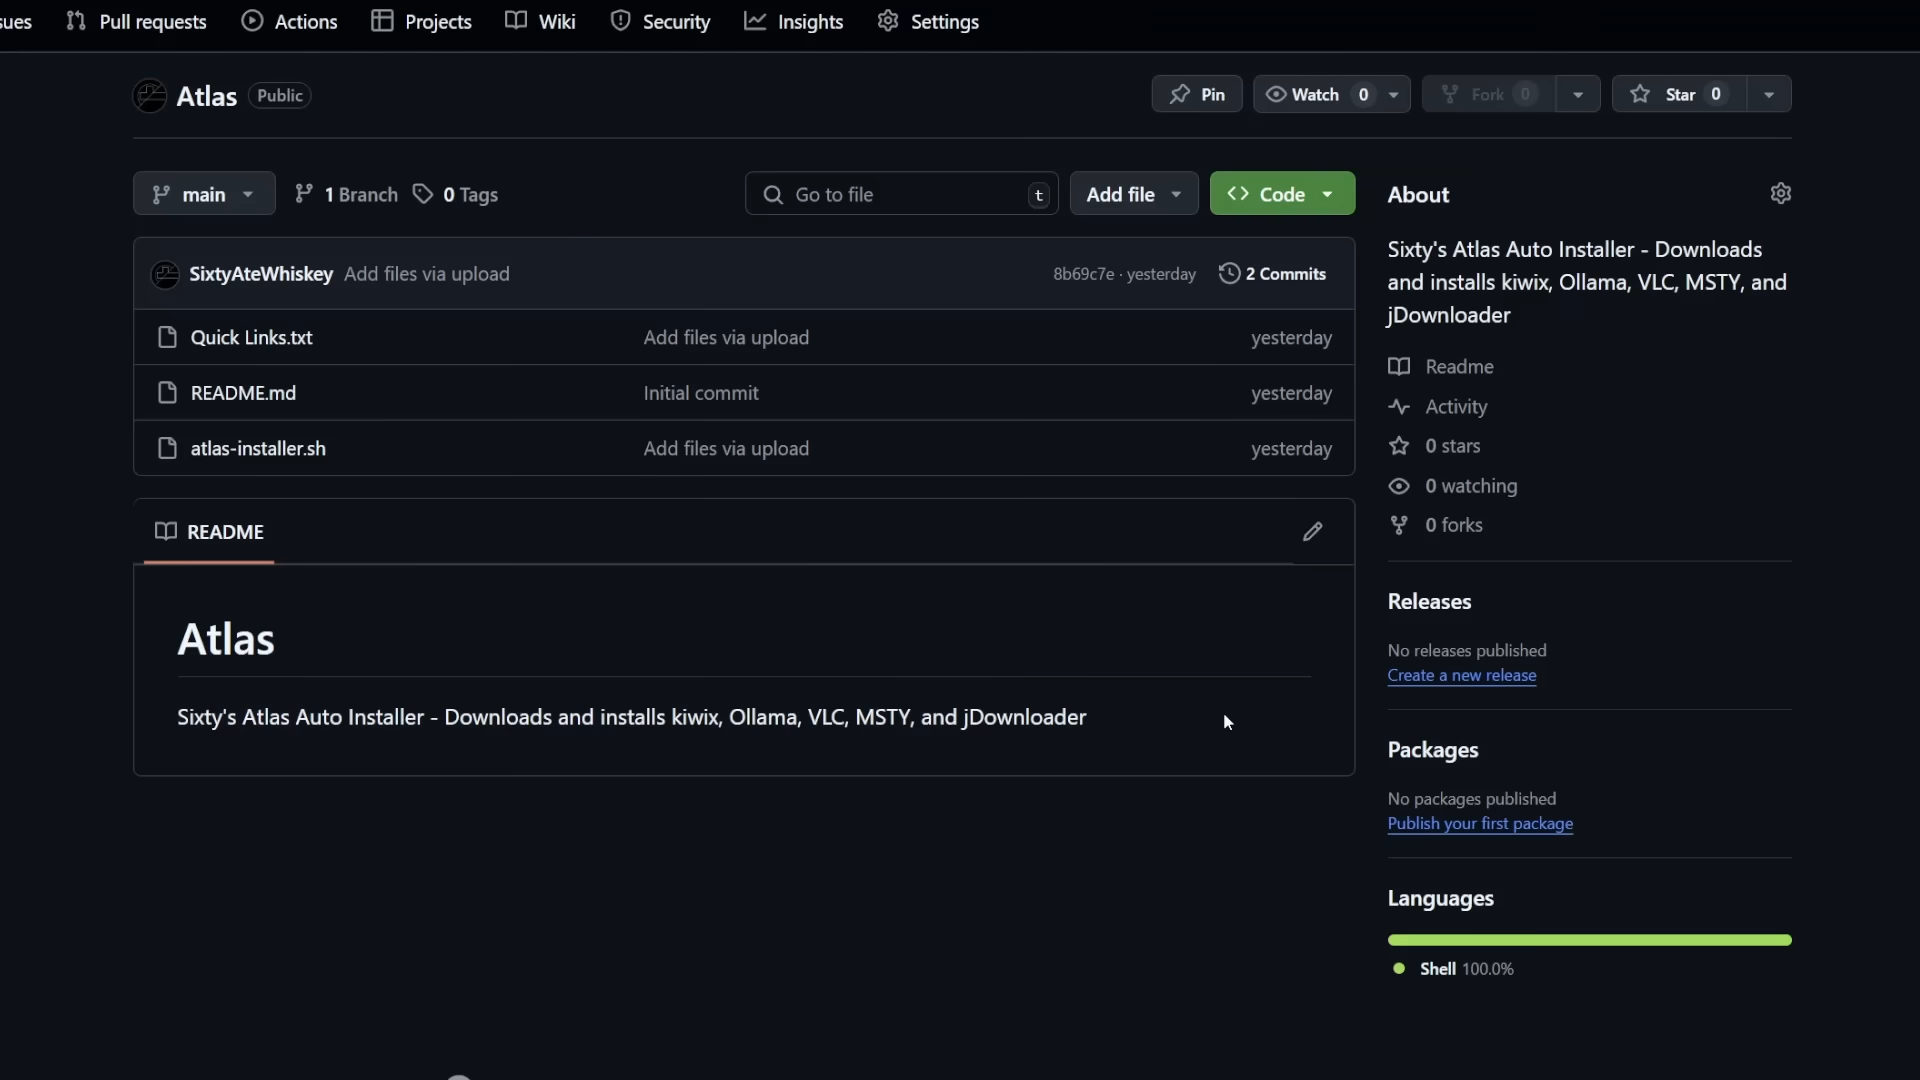 sues Pull requests Actions Projects Wiki Security Insights Settings
Atlas Public Pin Watch 0 Fork 0 Star 0
main 1 Branch 0 Tags Go to file t Add file Code
SixtyAteWhiskey Add files via upload 8b69c7e · yesterday 2 Commits
Quick Links.txt Add files via upload yesterday
README.md Initial commit yesterday
atlas-installer.sh Add files via upload yesterday
README
Atlas
Sixty's Atlas Auto Installer - Downloads and installs kiwix, Ollama, VLC, MSTY, and jDownloader
About
Sixty's Atlas Auto Installer - Downloads
and installs kiwix, Ollama, VLC, MSTY, and
jDownloader
Readme
Activity
0 stars
0 watching
0 forks
Releases
No releases published
Create a new release
Packages
No packages published
Publish your first package
Languages
Shell 100.0%